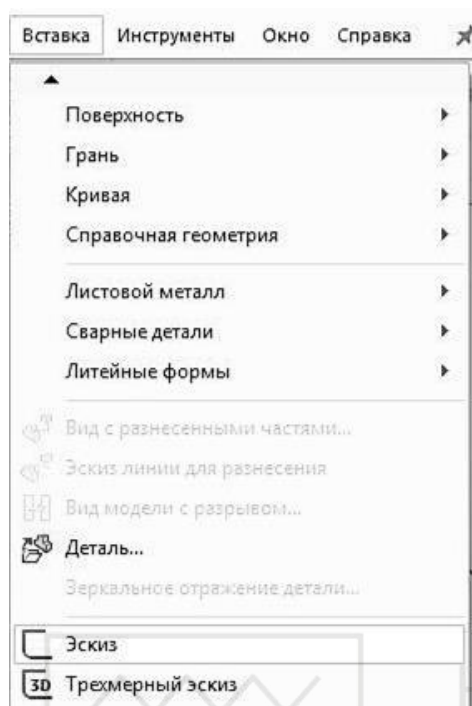 Вставка Инструменты Окно Справка
Поверхность
Грань
Кривая
Справочная геометрия
Листовой металл
Сварные детали
Литейные формы
Вид с разнесенными частями...
Эскиз линии для разнесения
Вид модели с разрывом...
Деталь...
Зеркальное отражение детали...
Эскиз
3D Трехмерный эскиз